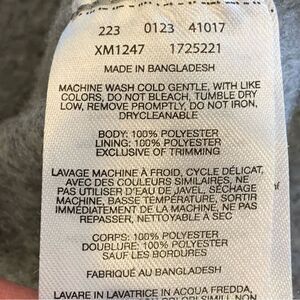 223 0123 41017
XM1247 1725221
MADE IN BANGLADESH
MACHINE WASH COLD GENTLE, WITH LIKE
COLORS, DO NOT BLEACH, TUMBLE DRY
LOW, REMOVE PROMPTLY, DO NOT IRON,
DRYCLEANABLE
BODY: 100% POLYESTER
LINING: 100% POLYESTER
EXCLUSIVE OF TRIMMING
LAVAGE MACHINE À FROID, CYCLE DÉLICAT,
AVEC DES COULEURS SIMILAIRES, NE
PAS UTILISER D'EAU DE JAVEL, SÉCHAGE
MACHINE, BASSE TEMPÉRATURE, SORTIR
IMMÉDIATEMENT DE LA MACHINE, NE PAS
REPASSER, NETTOYABLE A SEC
CORPS: 100% POLYESTER
DOUBLURE: 100% POLYESTER
SAUF LES BORDURES
FABRIQUÉ AU BANGLADESH
LAVARE IN LAVATRICE IN ACQUA FREDDA,